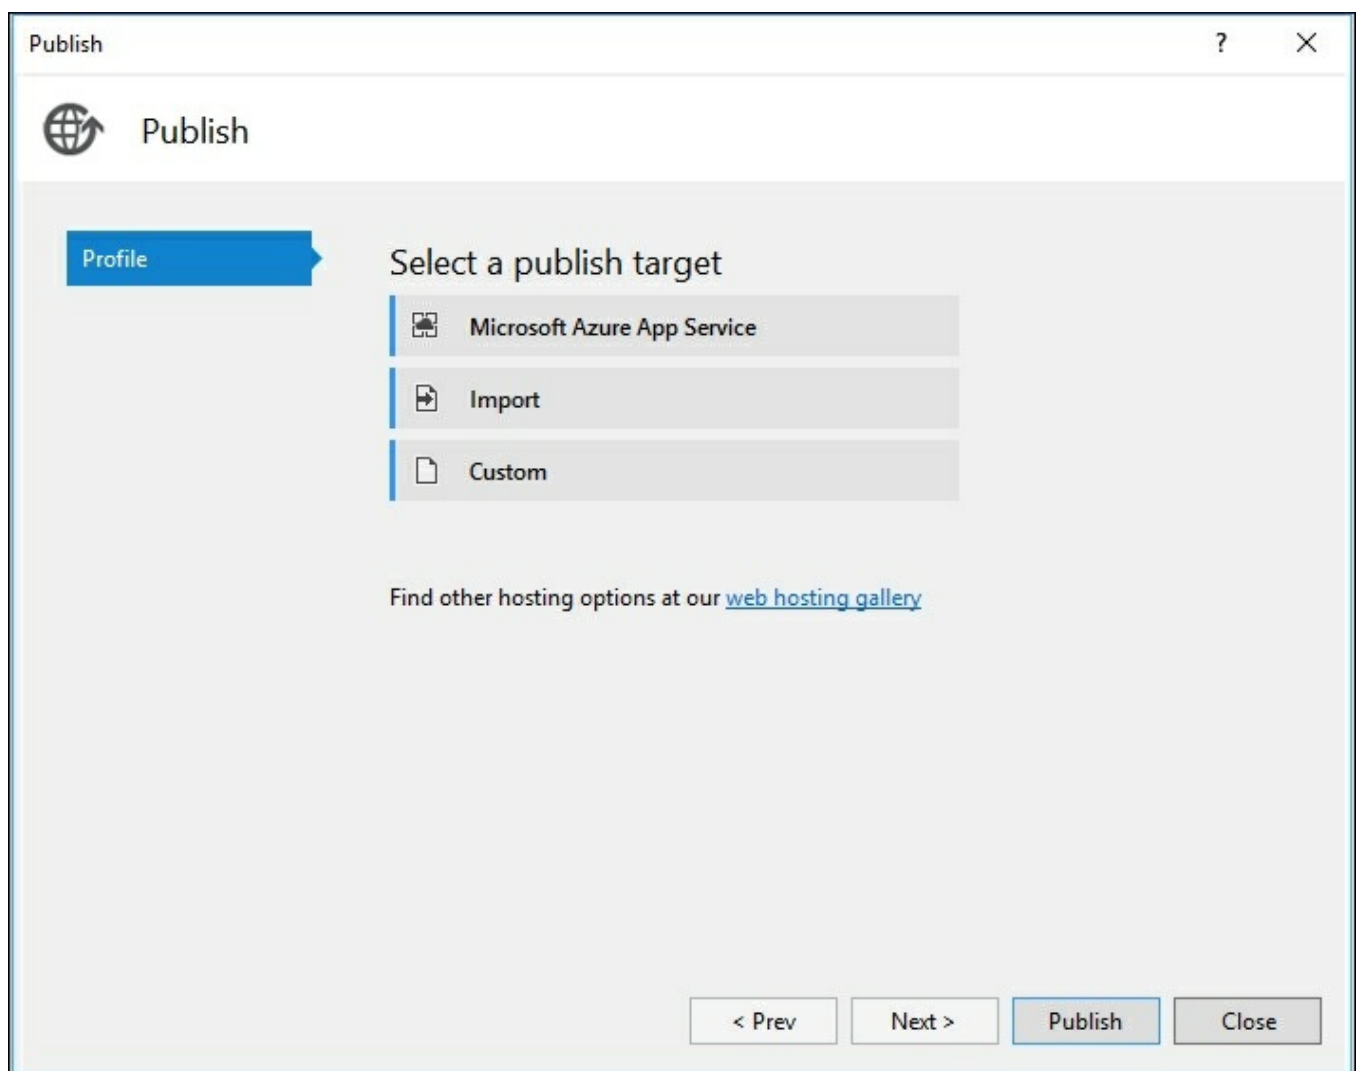 Publish
?
Publish
Profile
Select a publish target
Microsoft Azure App Service
Import
Custom
Find other hosting options at our web hosting gallery
< Prev
Next >
Publish
Close